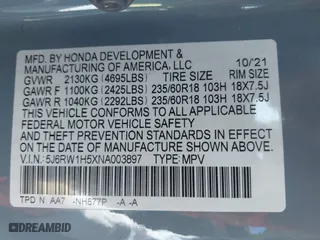 MFD. BY HONDA DEVELOPMENT &
MANUFACTURING OF AMERICA, LLC 10/21
GVWR 2130KG (4695LBS) TIRE SIZE RIM SIZE
GAWR F 1100KG (2425LBS) 235/60R18 103H 18X7.5J
GAWR R 1040KG (2292LBS) 235/60R18 103H 18X7.5J
THIS VEHICLE CONFORMS TO ALL APPLICABLE FEDERAL
MOTOR VEHICLE SAFETY AND THEFT PREVENTION STANDARDS IN EFFECT
ON THE DATE OF MANUFACTURE SHOWN ABOVE.
V.I.N.: 5J6RW1H5XNA003897 TYPE: MPV
TPD N AA7 -NH877P -A -A
AUTOBIDMASTER